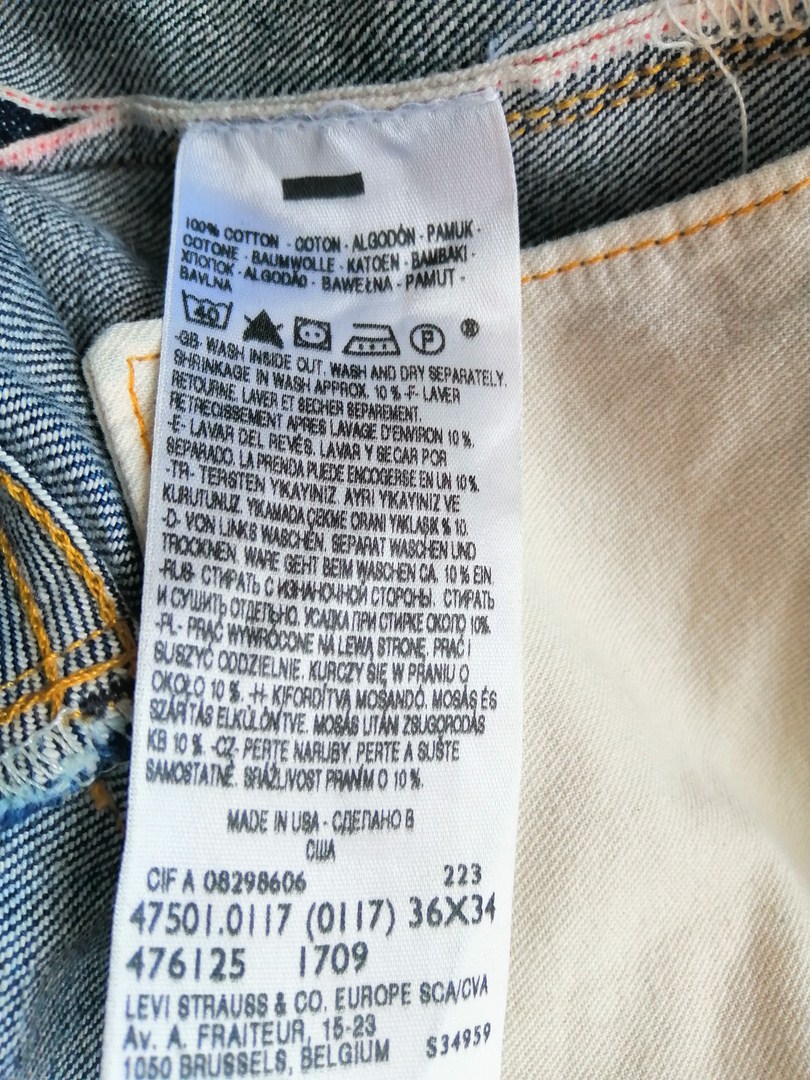 100% COTTON - COTON - ALGODÓN - PAMUK -
COTONE - BAUMWOLLE - KATOEN - BAMBAKI -
ХЛОПОК - ALGODÃO - BAWEŁNA - PAMUT -
BAVLNA
40 P ®
-GB- WASH INSIDE OUT. WASH AND DRY SEPARATELY.
SHRINKAGE IN WASH APPROX. 10 % -F- LAVER
RETOURNE. LAVER ET SECHER SEPAREMENT.
RETRECISSEMENT APRES LAVAGE D'ENVIRON 10 %.
-E- LAVAR DEL REVÉS. LAVAR Y SECAR POR
SEPARADO. LA PRENDA PUEDE ENCOGERSE EN UN 10 %.
-TR- TERSTEN YIKAYINIZ. AYRI YIKAYINIZ VE
KURUTUNUZ. YIKAMADA ÇEKME ORANI YAKLASIK % 10.
-D- VON LINKS WASCHEN. SEPARAT WASCHEN UND
TROCKNEN. WARE GEHT BEIM WASCHEN CA. 10 % EIN.
-RUS- СТИРАТЬ С ИЗНАНОЧНОЙ СТОРОНЫ. СТИРАТЬ
И СУШИТЬ ОТДЕЛЬНО. УСАДКА ПРИ СТИРКЕ ОКОЛО 10%.
-PL- PRAĆ WYWRÓCONE NA LEWĄ STRONĘ. PRAĆ I
SUSZYĆ ODDZIELNIE. KURCZY SIĘ W PRANIU O
OKOŁO 10 %. -H- KIFORDÍTVA MOSANDÓ. MOSÁS ÉS
SZÁRÍTÁS ELKÜLÖNTVE. MOSÁS UTÁNI ZSUGORODÁS
KB 10 %. -CZ- PERTE NARUBY. PERTE A SUŠTE
SAMOSTATNĚ. SRÁŽLIVOST PRANÍM O 10 %.
MADE IN USA - СДЕЛАНО В
США
CIF A 08298606 223
47501.0117 (0117) 36X34
476125 1709
LEVI STRAUSS & CO. EUROPE SCA/CVA
Av. A. FRAITEUR, 15-23
1050 BRUSSELS, BELGIUM S34959